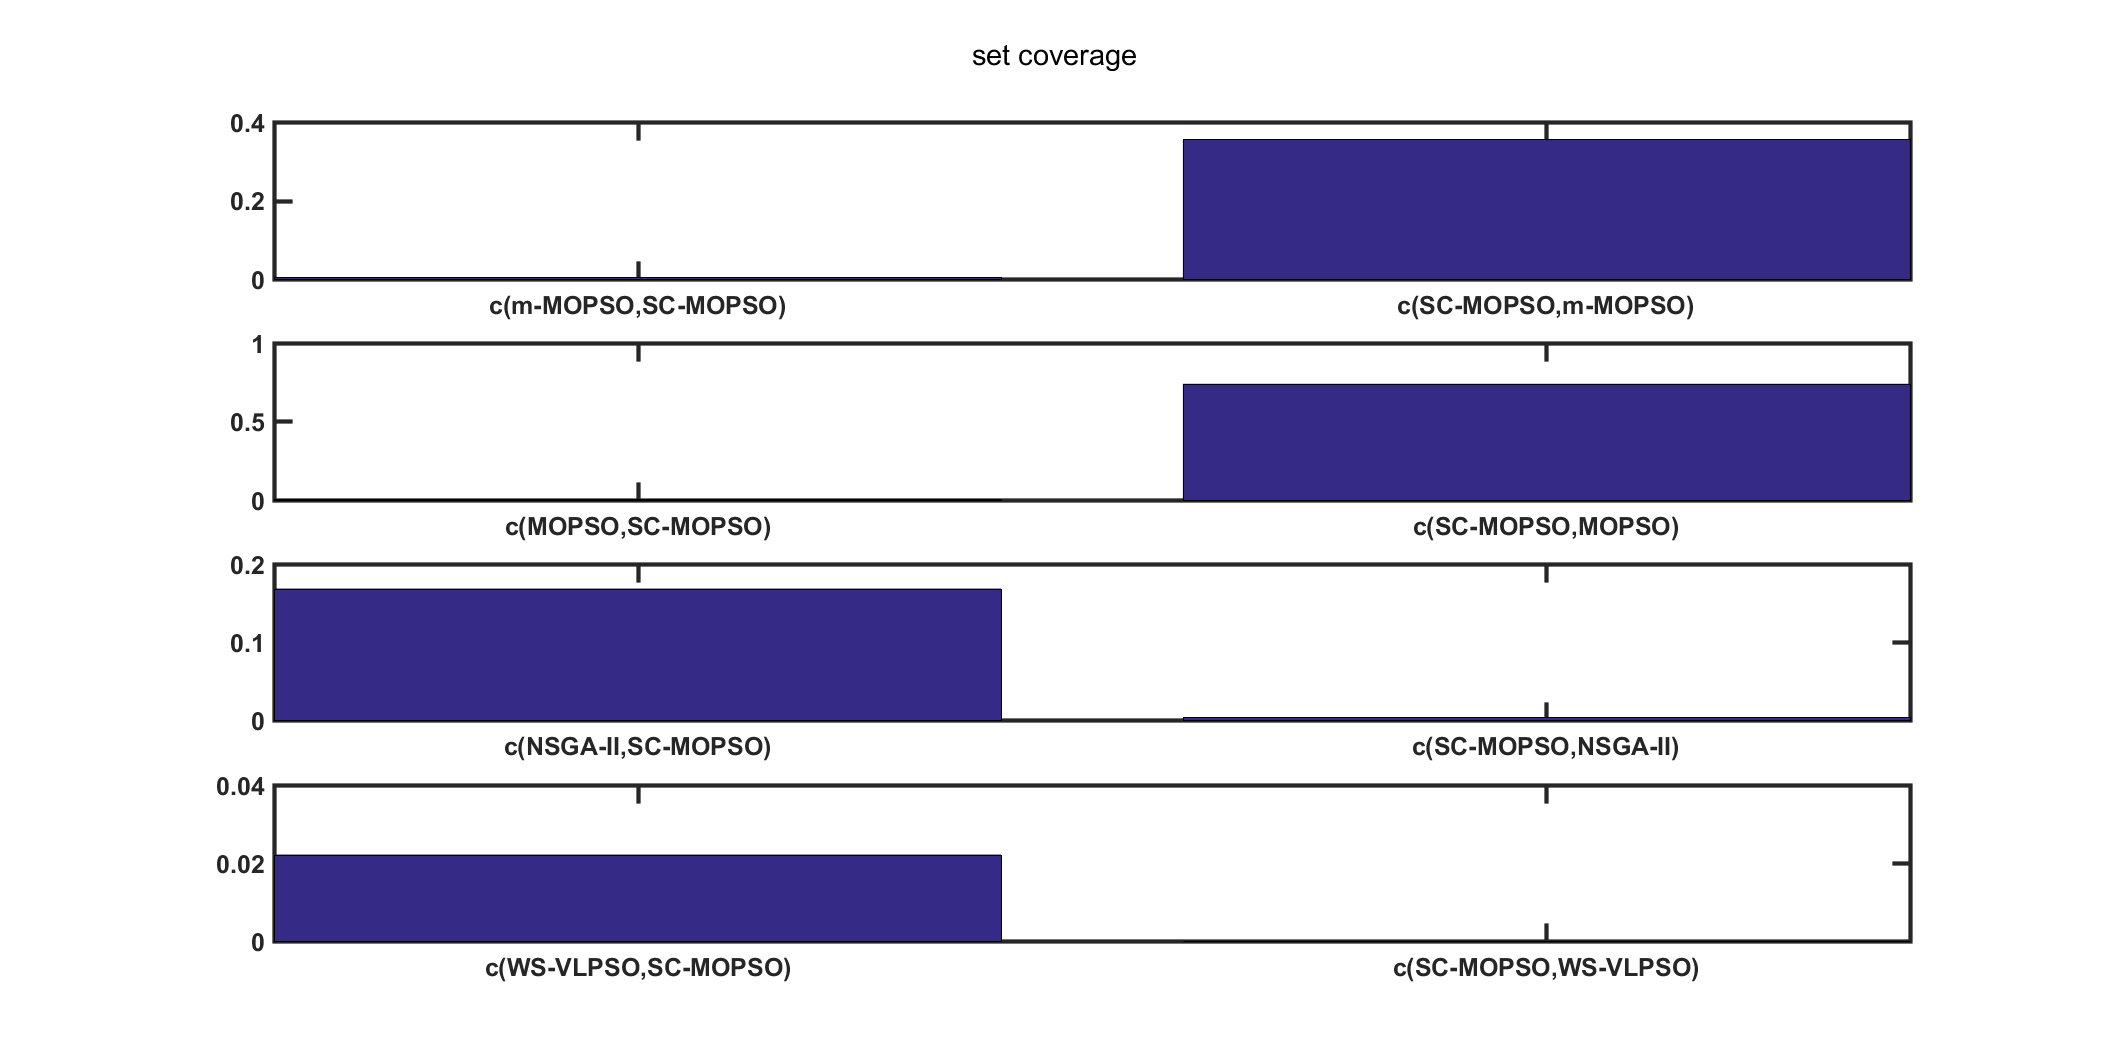 set coverage
0.4
0.2
0
c(m-MOPSO,SC-MOPSO) c(SC-MOPSO,m-MOPSO)
1
0.5
0
c(MOPSO,SC-MOPSO) c(SC-MOPSO,MOPSO)
0.2
0.1
0
c(NSGA-II,SC-MOPSO) c(SC-MOPSO,NSGA-II)
0.04
0.02
0
c(WS-VLPSO,SC-MOPSO) c(SC-MOPSO,WS-VLPSO)